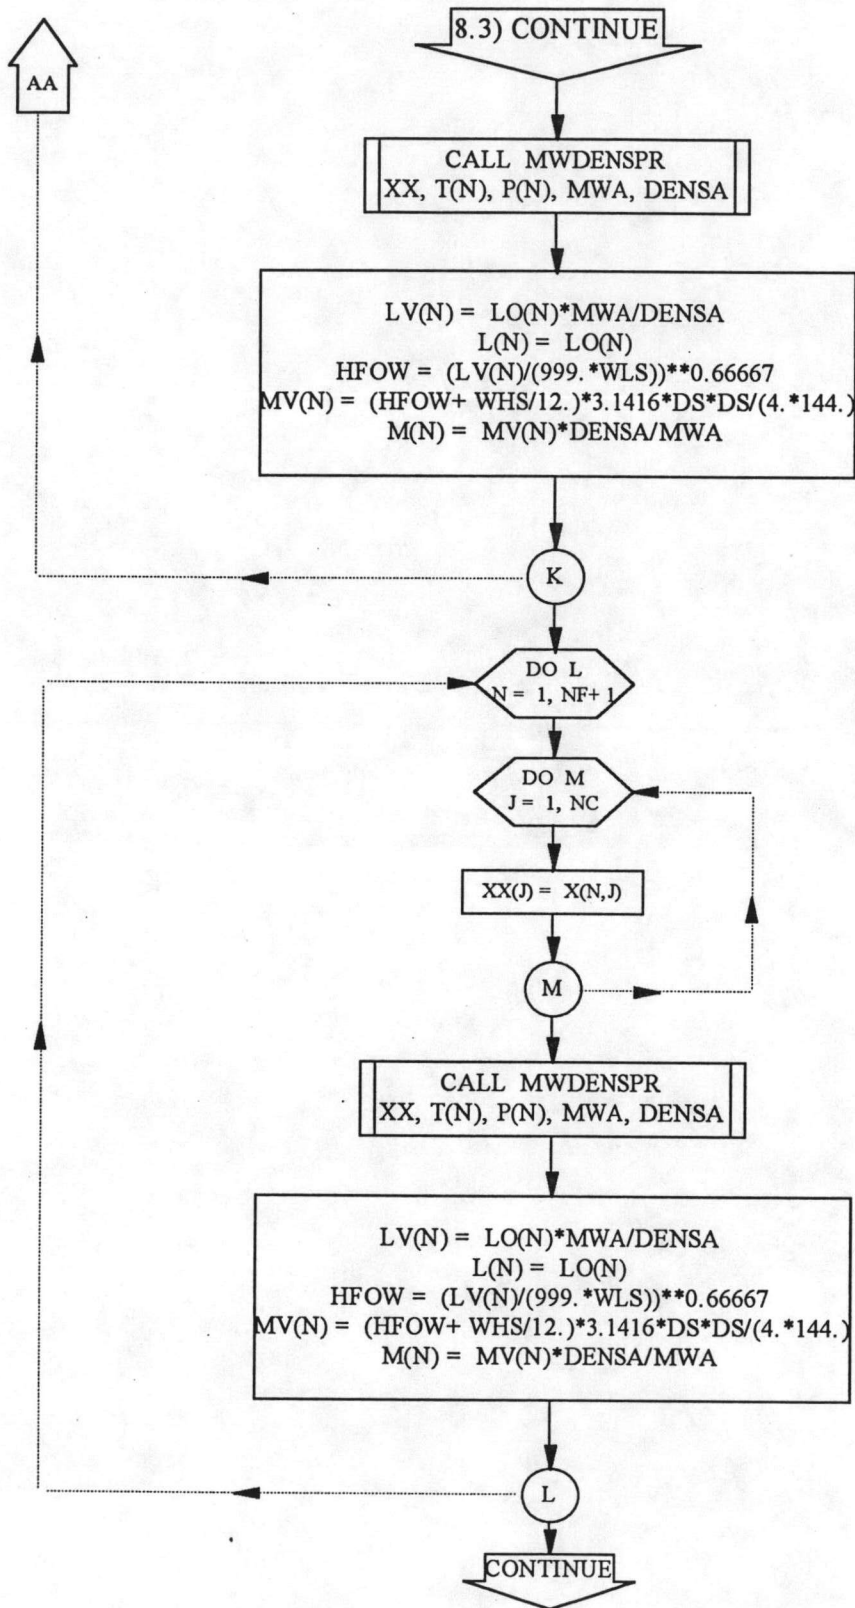 8.3) CONTINUE
AA
CALL MWDENSPR
XX, T(N), P(N), MWA, DENSA
LV(N) = LO(N)*MWA/DENSA
L(N) = LO(N)
HFOW = (LV(N)/(999.*WLS))**0.66667
MV(N) = (HFOW+ WHS/12.)*3.1416*DS*DS/(4.*144.)
M(N) = MV(N)*DENSA/MWA
K
DO L
N = 1, NF+ 1
DO M
J = 1, NC
XX(J) = X(N,J)
M
CALL MWDENSPR
XX, T(N), P(N), MWA, DENSA
LV(N) = LO(N)*MWA/DENSA
L(N) = LO(N)
HFOW = (LV(N)/(999.*WLS))**0.66667
MV(N) = (HFOW+ WHS/12.)*3.1416*DS*DS/(4.*144.)
M(N) = MV(N)*DENSA/MWA
L
CONTINUE